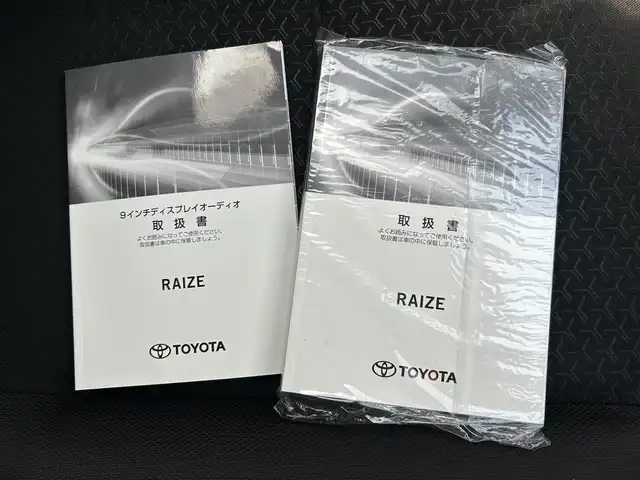 9インチディスプレイオーディオ
取扱書
よくお読みになってご使用ください。
取扱書は車の中に保管しましょう。
RAIZE
TOYOTA
取扱書
よくお読みになってご使用ください。
取扱書は車の中に保管しましょう。
RAIZE
TOYOTA